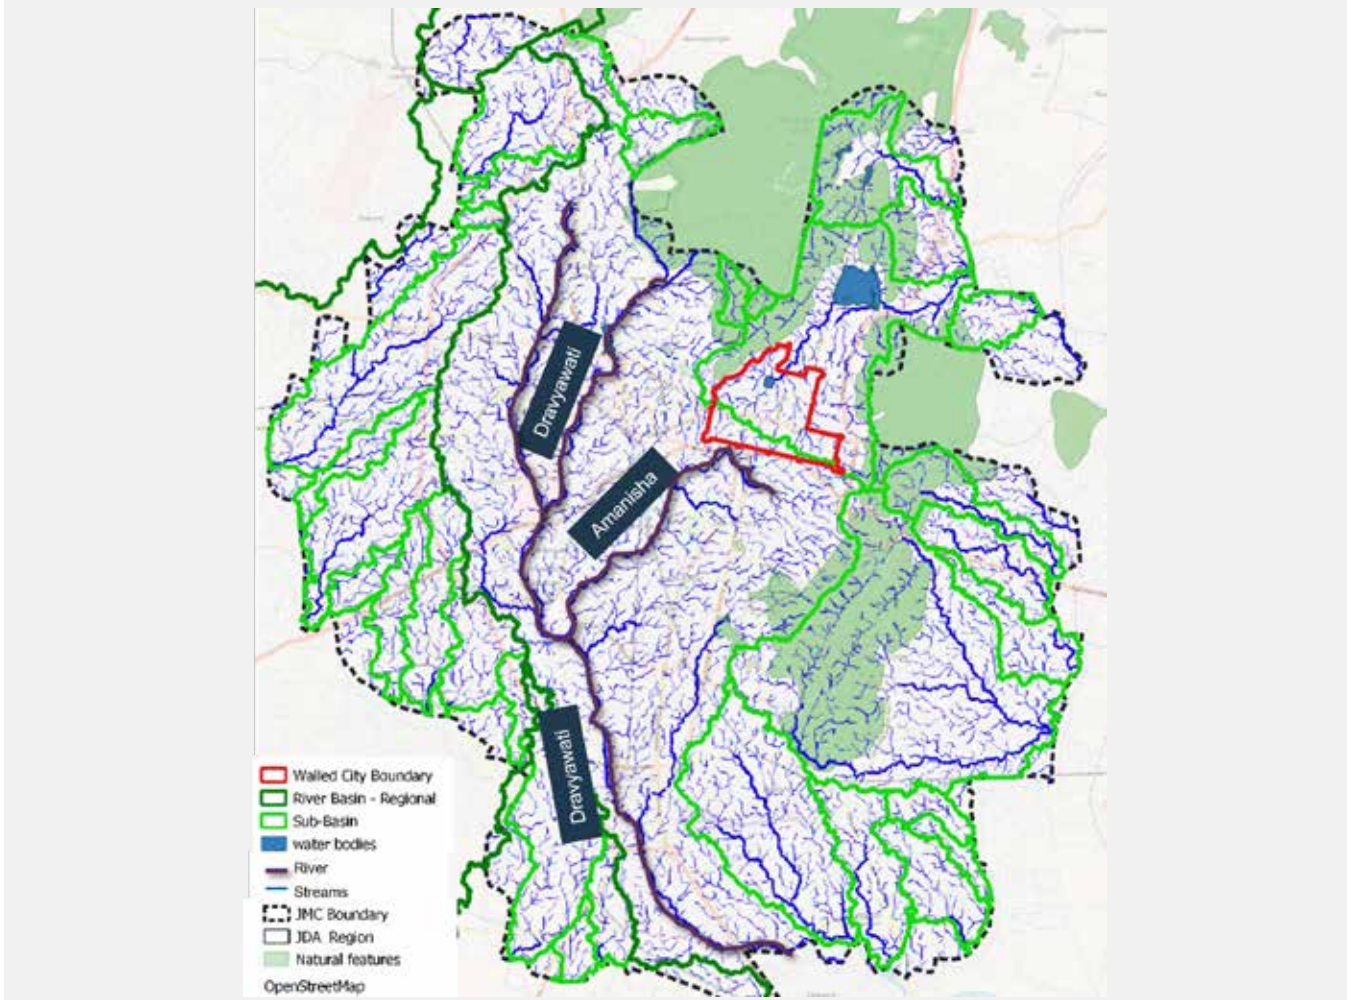 Dravyawati
Amanisha
Dravyawati
Walled City Boundary
River Basin - Regional
Sub-Basin
water bodies
River
Streams
JMC Boundary
JDA Region
Natural features
OpenStreetMap